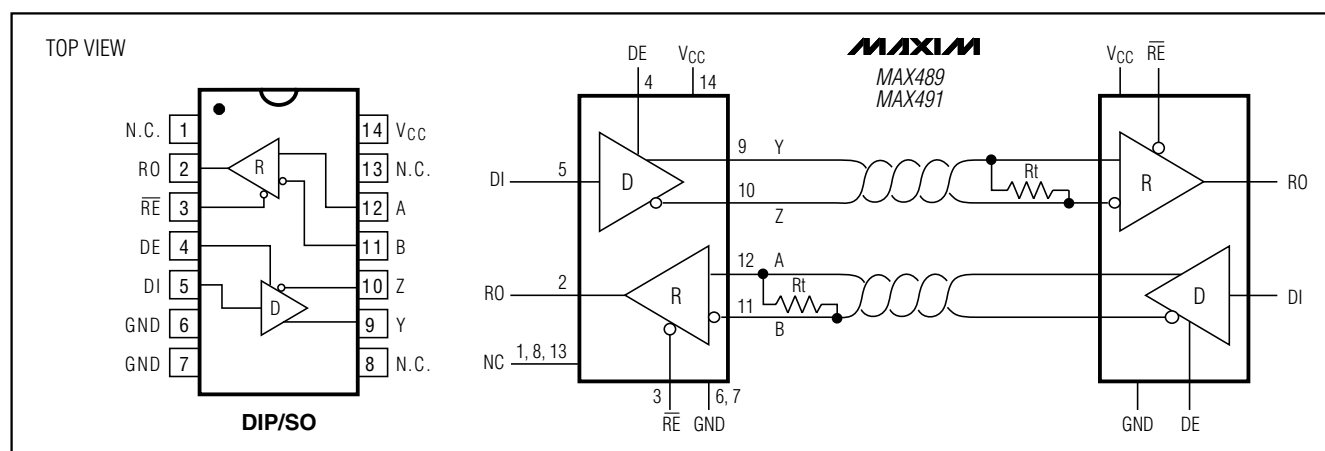 TOP VIEW
N.C. 1
RO 2
RE 3
DE 4
DI 5
GND 6
GND 7
14 VCC
13 N.C.
12 A
11 B
10 Z
9 Y
8 N.C.
R
D
DIP/SO
MAXIM
MAX489
MAX491
DE
4
VCC
14
DI
5
D
9 Y
10
Z
Rt
RO
2
R
12 A
Rt
11
B
NC 1, 8, 13
3
RE
6, 7
GND
VCC
RE
R
RO
D
DI
GND
DE